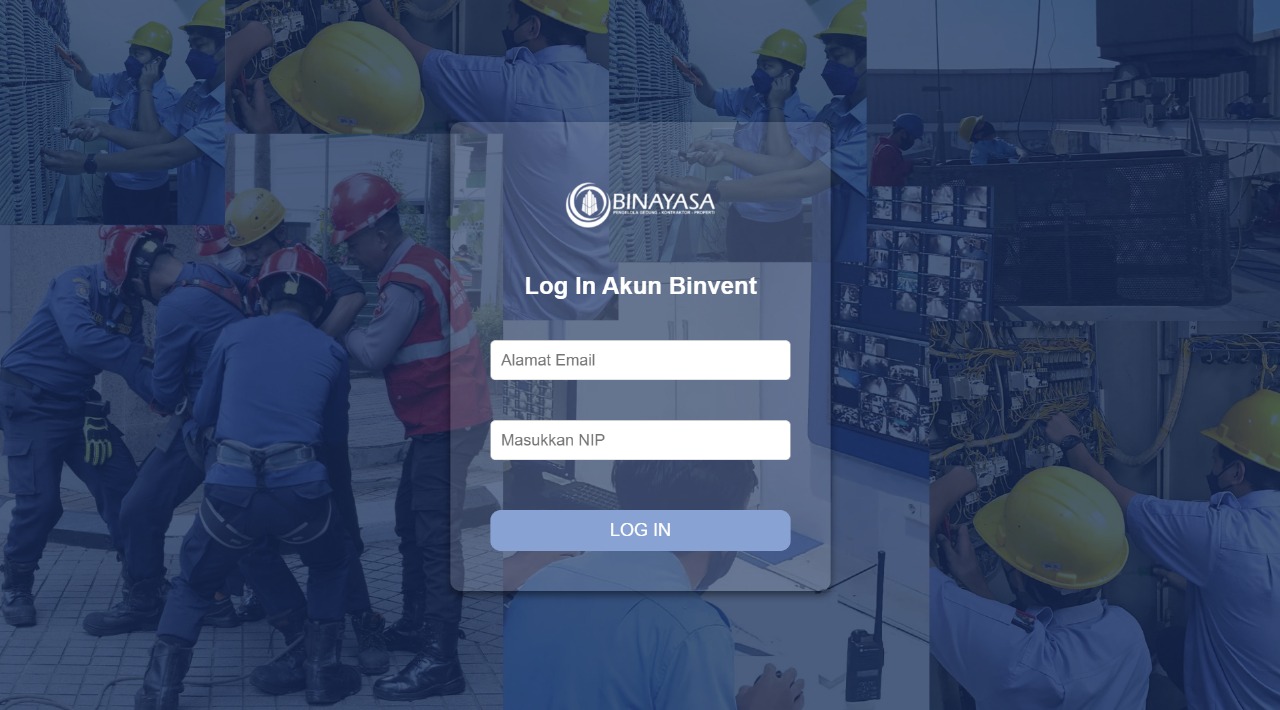 BINAYASA
PENGELOLA GEDUNG - KONTRAKTOR - PROPERTI
Log In Akun Binvent
Alamat Email
Masukkan NIP
LOG IN